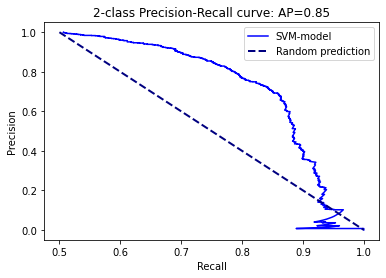 2-class Precision-Recall curve: AP=0.85
SVM-model
Random prediction
Precision
1.0
0.8
0.6
0.4
0.2
0.0
0.5 0.6 0.7 0.8 0.9 1.0
Recall